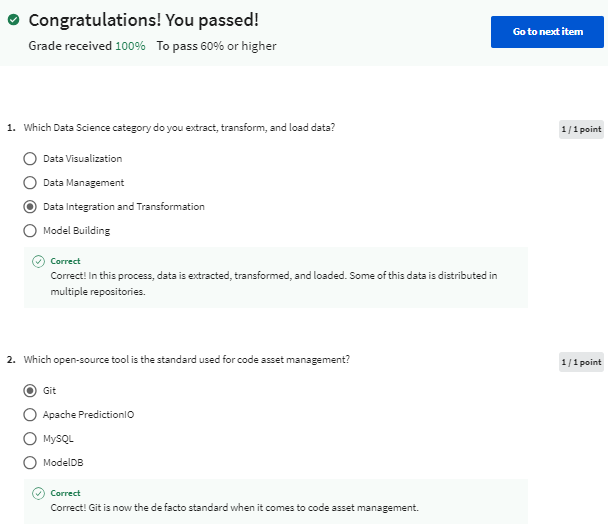 Congratulations! You passed!
Grade received 100% To pass 60% or higher
Go to next item
1. Which Data Science category do you extract, transform, and load data?
1 / 1 point
Data Visualization
Data Management
Data Integration and Transformation
Model Building
Correct
Correct! In this process, data is extracted, transformed, and loaded. Some of this data is distributed in
multiple repositories.
2. Which open-source tool is the standard used for code asset management?
1 / 1 point
Git
Apache PredictionIO
MySQL
ModelDB
Correct
Correct! Git is now the de facto standard when it comes to code asset management.